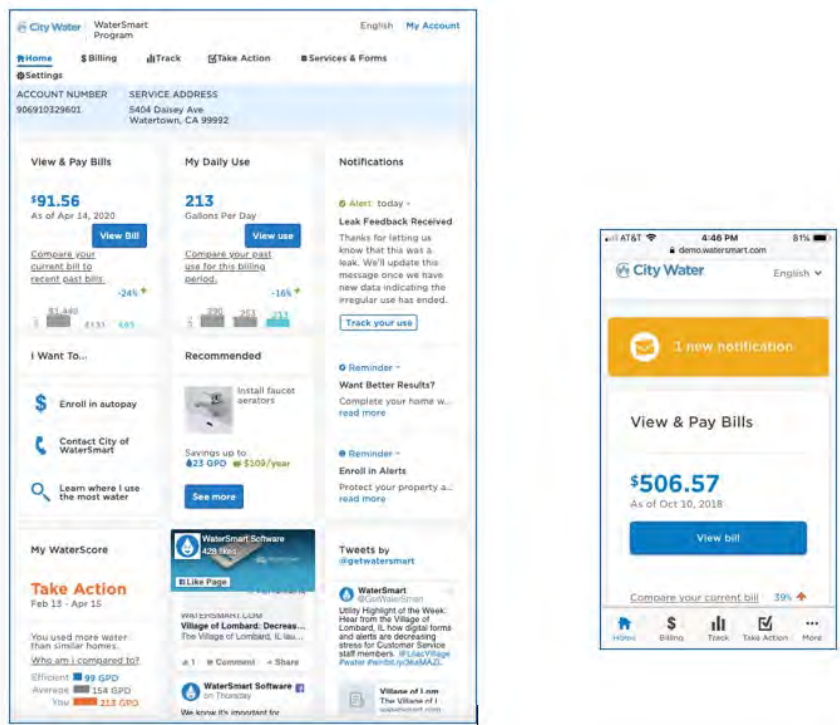 City Water
WaterSmart
Program
English My Account
Home $ Billing Track Take Action Services & Forms
Settings
ACCOUNT NUMBER SERVICE ADDRESS
906910329601 5404 Daisey Ave
Watertown, CA 99992
View & Pay Bills
$91.56
As of Apr 14, 2020
View Bill
Compare your
current bill to
recent past bills.
-24%
$1,440
My Daily Use
213
Gallons Per Day
View use
Compare your past
use for this billing
period.
-16%
290 253 213
Notifications
Alert today -
Leak Feedback Received
Thanks for letting us
know that this was a
leak. We'll update this
message once we have
new data indicating the
irregular use has ended.
Track your use
Reminder -
Want Better Results?
Complete your home w...
read more
Reminder -
Enroll in Alerts
Protect your property a...
read more
I Want To...
Enroll in autopay
Contact City of
WaterSmart
Learn where I use
the most water
Recommended
Install faucet
aerators
Savings up to
23 GPD $109/year
See more
My WaterScore
Take Action
Feb 13 - Apr 15
You used more water
than similar homes.
Who am I compared to?
Efficient 99 GPD
Average 154 GPD
You 213 GPD
WaterSmart Software
428 likes
Like Page
WATERSMART.COM
Village of Lombard: Decreas...
The Village of Lombard, IL lau...
1 Comment Share
WaterSmart Software
on Thursday
We know it's important for
Tweets by
@getwatersmart
WaterSmart
@GetWaterSmart
Utility Highlight of the Week:
Hear from the Village of
Lombard, IL how digital forms
and alerts are decreasing
stress for Customer Service
staff members. @LilacVillage
#water
Village of Lom
The Village of l
watersmart.com
AT&T 4:46 PM 81%
demo.watersmart.com
City Water English
1 new notification
View & Pay Bills
$506.57
As of Oct 10, 2018
View bill
Compare your current bill 39%
Home Billing Track Take Action More